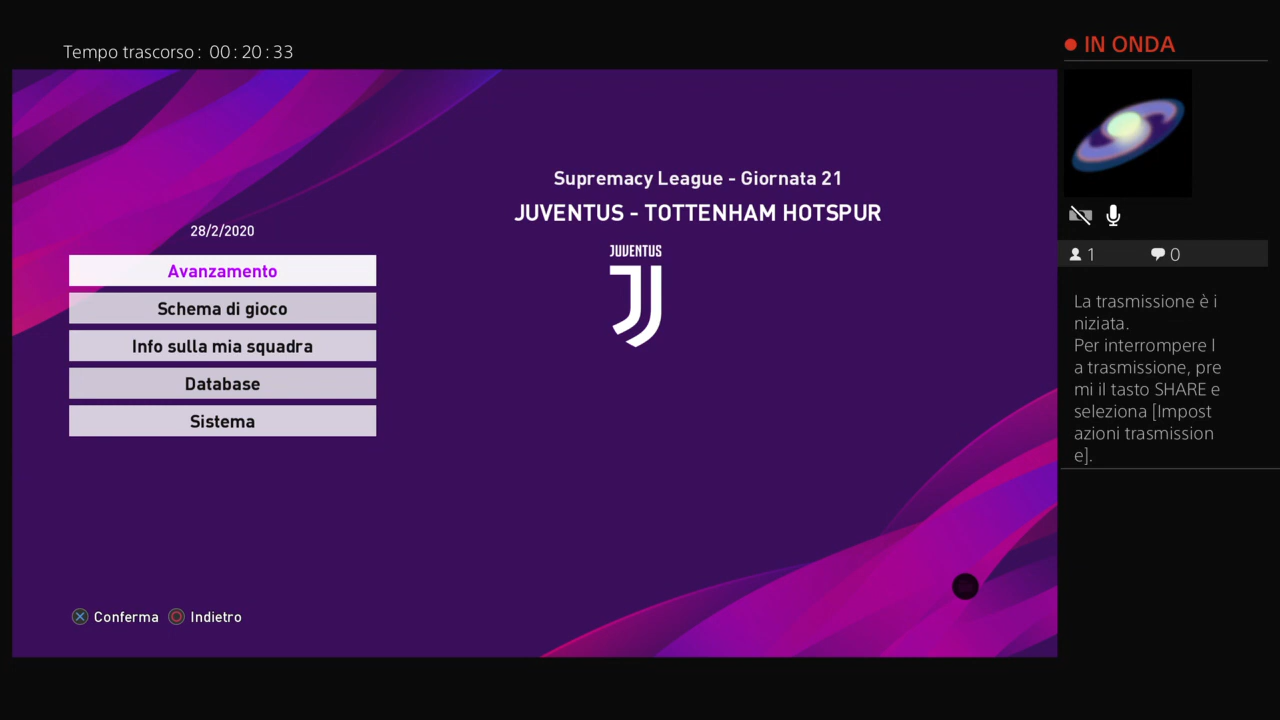 Tempo trascorso : 00 : 20 : 33
IN ONDA
Supremacy League - Giornata 21
JUVENTUS - TOTTENHAM HOTSPUR
28/2/2020
JUVENTUS
Avanzamento
Schema di gioco
Info sulla mia squadra
Database
Sistema
Conferma Indietro
1 0
La trasmissione è i
niziata.
Per interrompere l
a trasmissione, pre
mi il tasto SHARE e
seleziona [Impost
azioni trasmission
e].